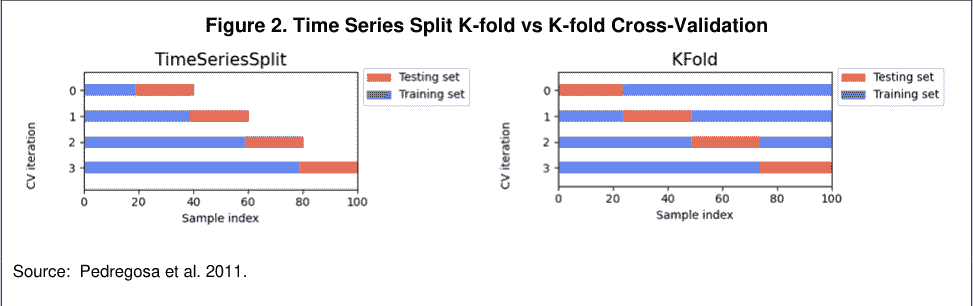 Figure 2. Time Series Split K-fold vs K-fold Cross-Validation
TimeSeriesSplit
Testing set
Training set
CV iteration
0
1
2
3
0 20 40 60 80 100
Sample index
KFold
Testing set
Training set
CV iteration
0
1
2
3
0 20 40 60 80 100
Sample index
Source: Pedregosa et al. 2011.